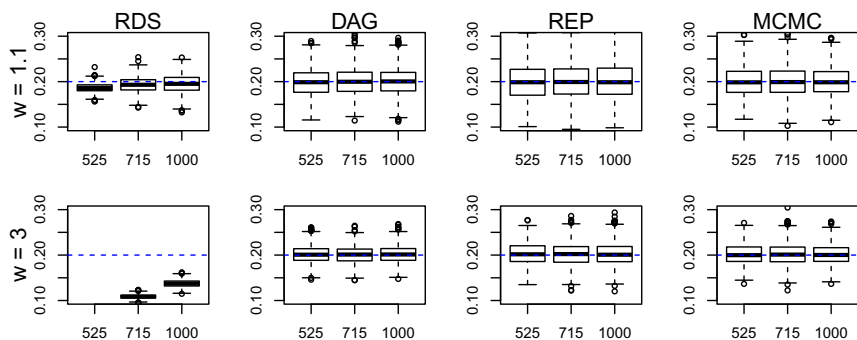 RDS DAG REP MCMC
w = 1.1
0.30 0.30 0.30 0.30
0.20 0.20 0.20 0.20
0.10 0.10 0.10 0.10
525 715 1000 525 715 1000 525 715 1000 525 715 1000
w = 3
0.30 0.30 0.30 0.30
0.20 0.20 0.20 0.20
0.10 0.10 0.10 0.10
525 715 1000 525 715 1000 525 715 1000 525 715 1000